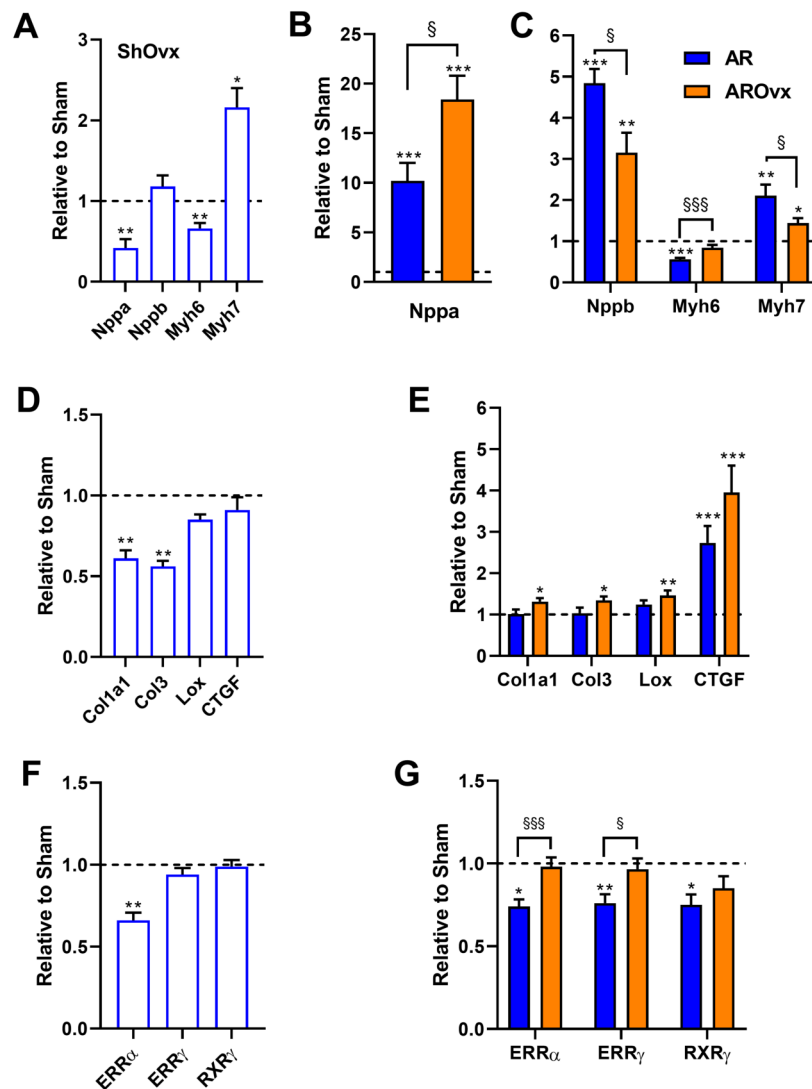 A
ShOvx
Relative to Sham
3
2
1
0
**
**
*
Nppa
Nppb
Myh6
Myh7
B
Relative to Sham
25
20
15
10
5
0
***
***
§
Nppa
C
Relative to Sham
6
5
4
3
2
1
0
AR
AROvx
***
§
**
***
§§§
**
§
*
Nppb
Myh6
Myh7
D
Relative to Sham
1.5
1.0
0.5
0.0
**
**
Col1a1
Col3
Lox
CTGF
E
Relative to Sham
6
5
4
3
2
1
0
*
*
**
***
***
Col1a1
Col3
Lox
CTGF
F
Relative to Sham
1.5
1.0
0.5
0.0
**
ERRα
ERRγ
RXRγ
G
Relative to Sham
1.5
1.0
0.5
0.0
§§§
*
§
**
*
ERRα
ERRγ
RXRγ